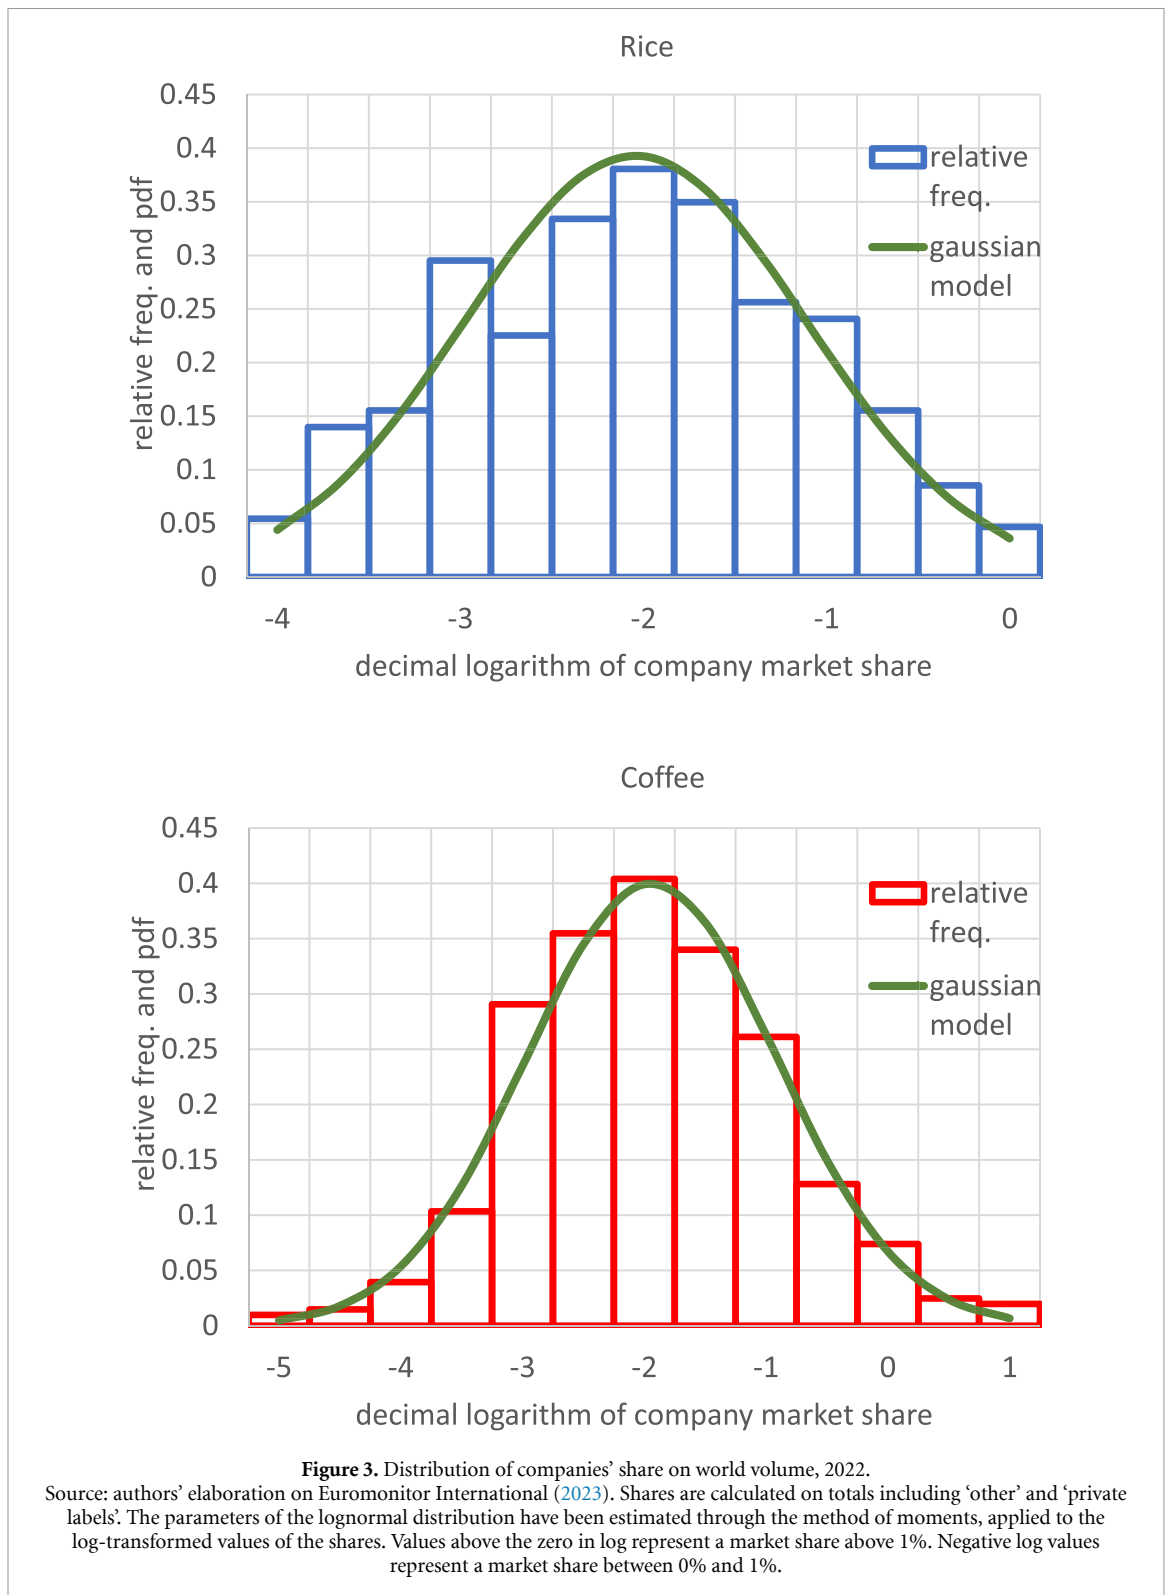 Rice
0.45
0.4
0.35
0.3
0.25
0.2
0.15
0.1
0.05
0
relative freq. and pdf
relative
freq.
gaussian
model
-4 -3 -2 -1 0
decimal logarithm of company market share
Coffee
0.45
0.4
0.35
0.3
0.25
0.2
0.15
0.1
0.05
0
relative freq. and pdf
relative
freq.
gaussian
model
-5 -4 -3 -2 -1 0 1
decimal logarithm of company market share
Figure 3. Distribution of companies’ share on world volume, 2022.
Source: authors’ elaboration on Euromonitor International (2023). Shares are calculated on totals including ‘other’ and ‘private
labels’. The parameters of the lognormal distribution have been estimated through the method of moments, applied to the
log-transformed values of the shares. Values above the zero in log represent a market share above 1%. Negative log values
represent a market share between 0% and 1%.